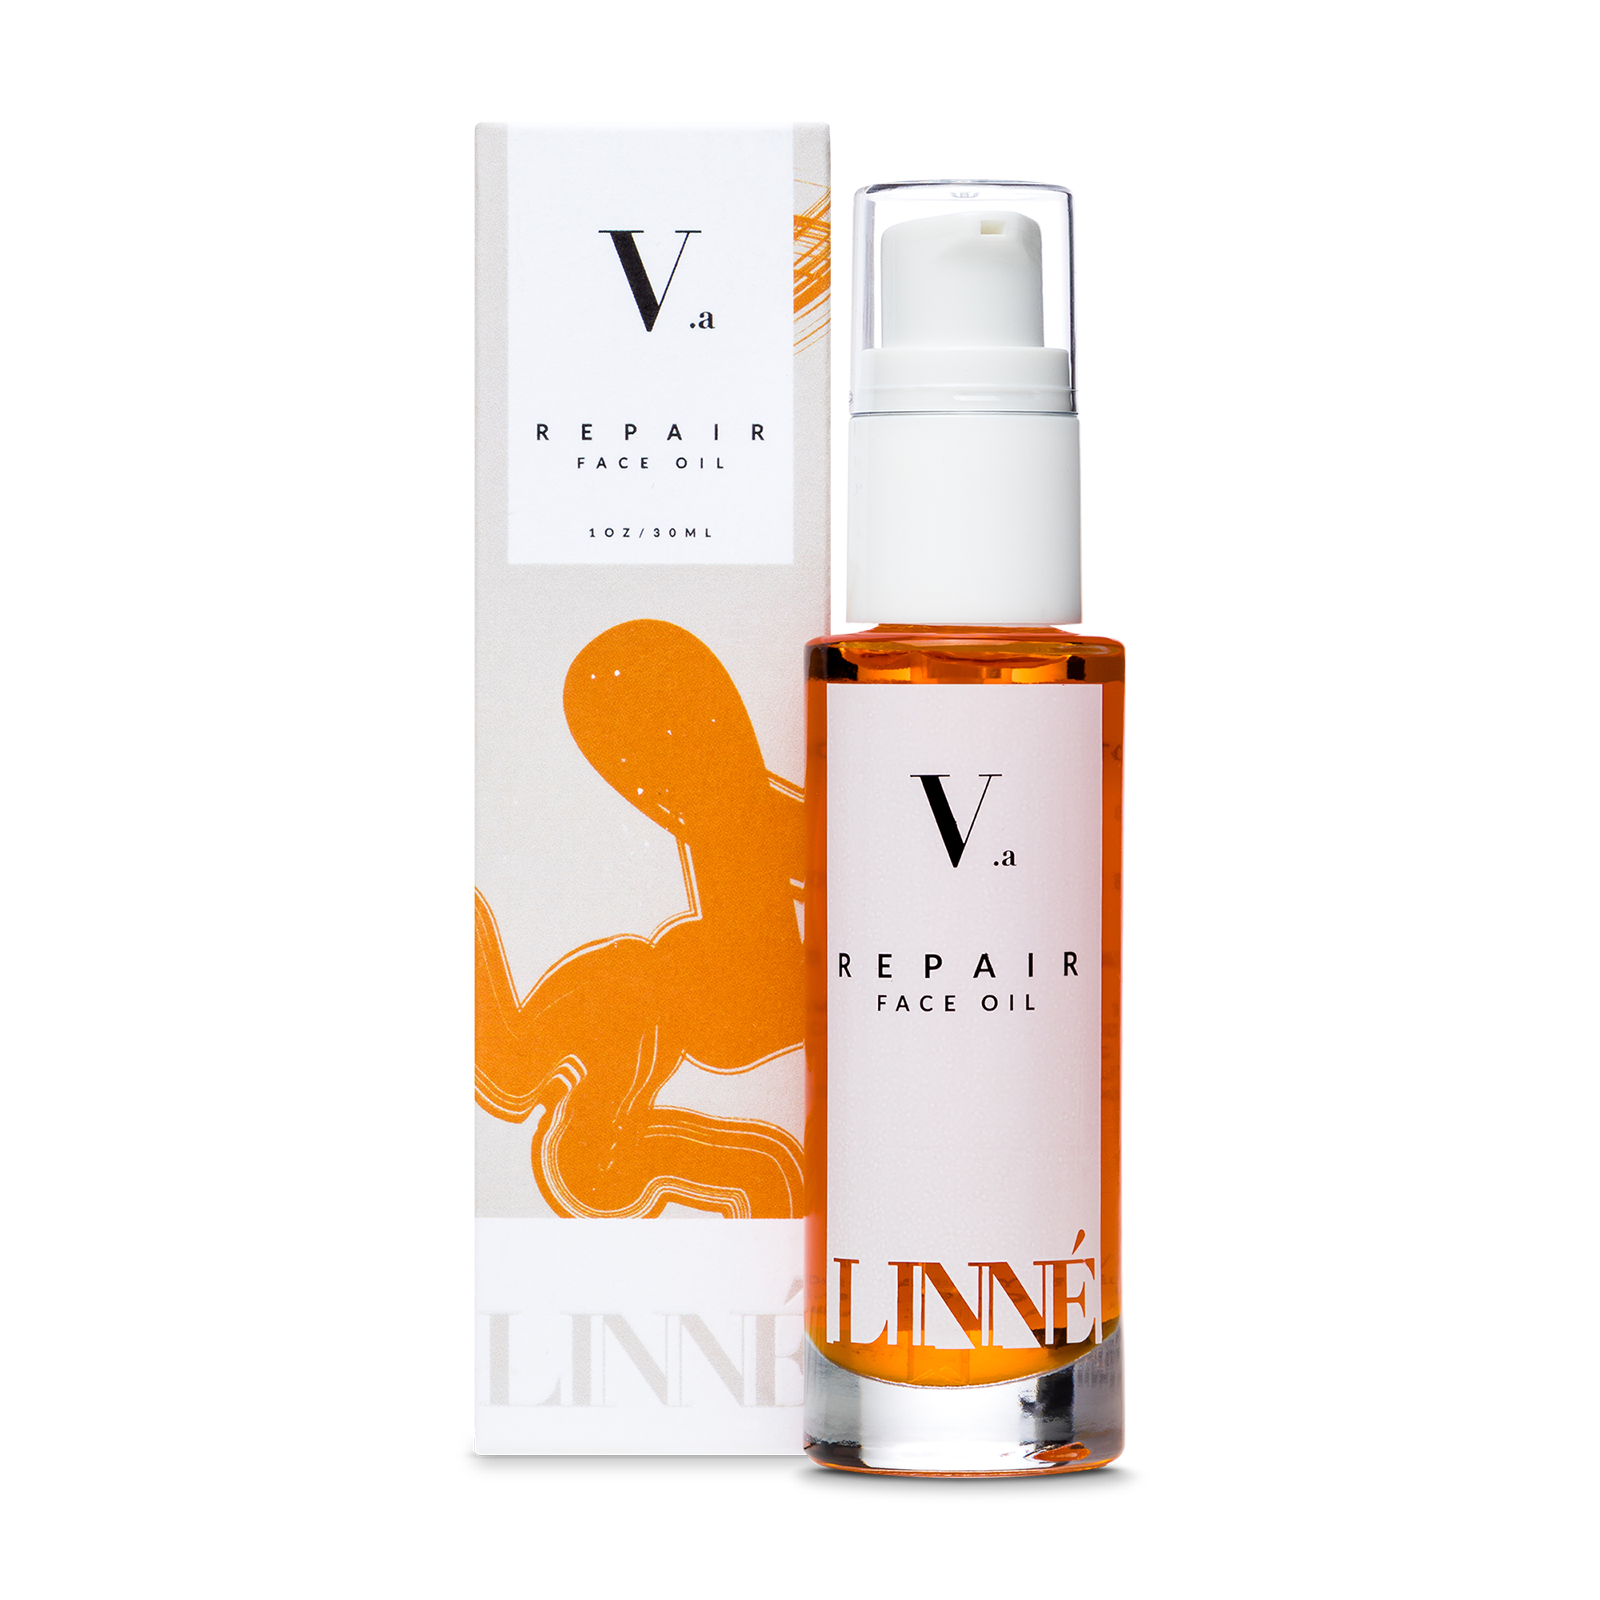 V.a
REPAIR
FACE OIL
1OZ/30ML
LINNÉ
V.a
REPAIR
FACE OIL
LINNÉ